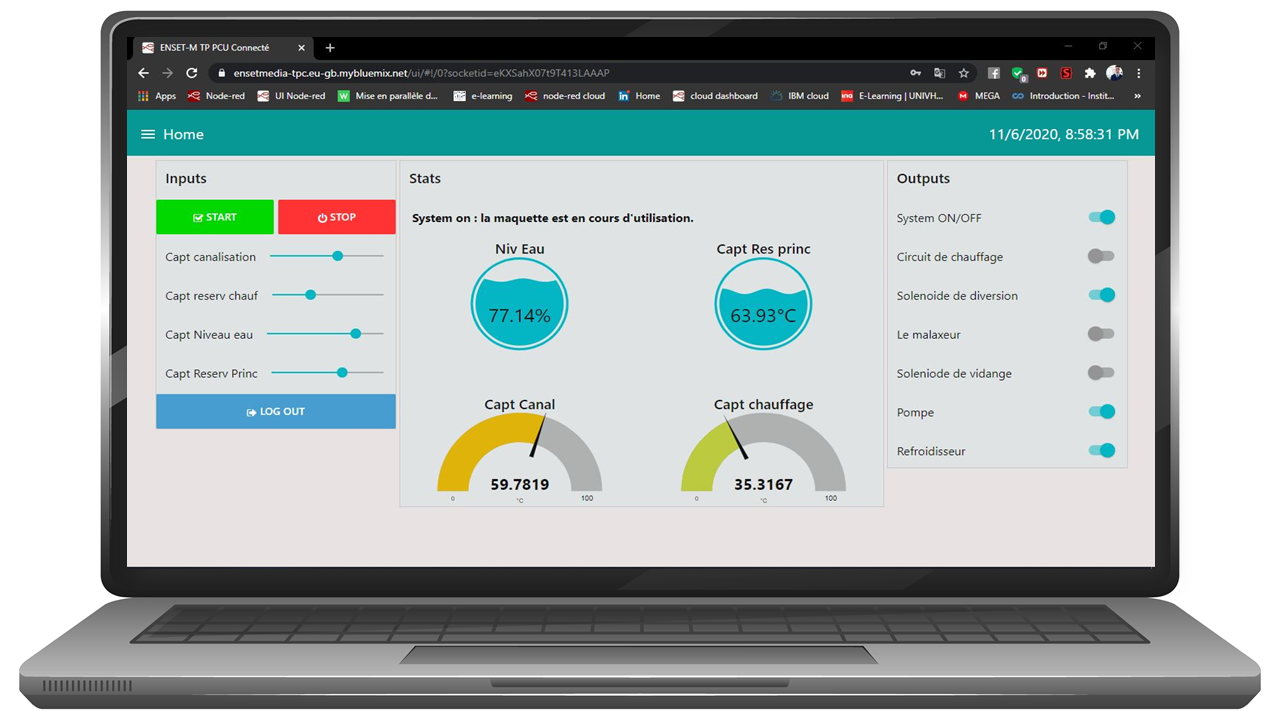 ENSET-M TP PCU Connecté
ensetmedia-tpc.eu-gb.mybluemix.net/ui/#!/0?socketid=eKXSahX07t9T413LAAAP
Apps Node-red UI Node-red Mise en parallèle d... e-learning node-red cloud Home cloud dashboard IBM cloud E-Learning | UNIVH... MEGA Introduction - Instit... »
Home
11/6/2020, 8:58:31 PM
Inputs
START STOP
Capt canalisation
Capt reserv chauf
Capt Niveau eau
Capt Reserv Princ
LOG OUT
Stats
System on : la maquette est en cours d'utilisation.
Niv Eau
77.14%
Capt Res princ
63.93°C
Capt Canal
59.7819
0 °C 100
Capt chauffage
35.3167
0 °C 100
Outputs
System ON/OFF
Circuit de chauffage
Solenoide de diversion
Le malaxeur
Soleniode de vidange
Pompe
Refroidisseur